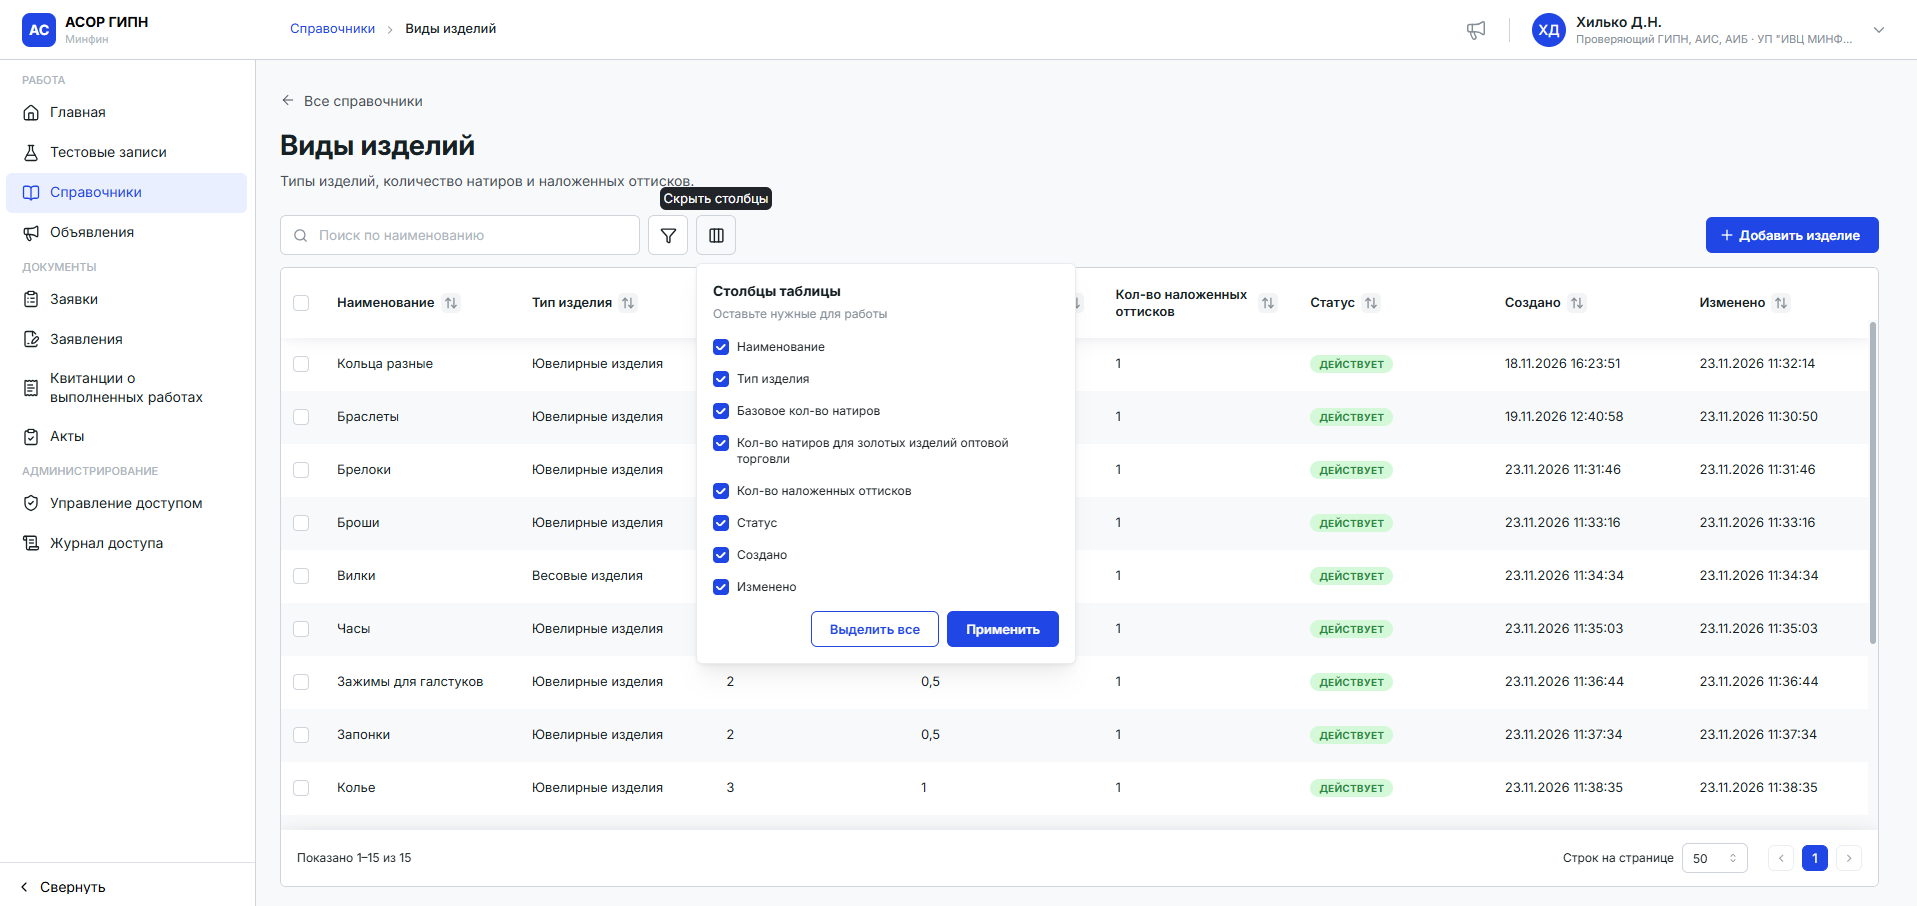 АС
АСОР ГИПН
Минфин
Справочники
Виды изделий
ХД
Хилько Д.Н.
Проверяющий ГИПН, АИС, АИБ · УП "ИВЦ МИНФ...
РАБОТА
Главная
Тестовые записи
Справочники
Объявления
ДОКУМЕНТЫ
Заявки
Заявления
Квитанции о
выполненных работах
Акты
АДМИНИСТРИРОВАНИЕ
Управление доступом
Журнал доступа
Свернуть
Все справочники
Виды изделий
Типы изделий, количество натиров и наложенных оттисков.
Скрыть столбцы
Поиск по наименованию
Добавить изделие
Наименование
Тип изделия
Кол-во наложенных
оттисков
Статус
Создано
Изменено
Столбцы таблицы
Оставьте нужные для работы
Наименование
Тип изделия
Базовое кол-во натиров
Кол-во натиров для золотых изделий оптовой
торговли
Кол-во наложенных оттисков
Статус
Создано
Изменено
Выделить все
Применить
Кольца разные Ювелирные изделия 1 ДЕЙСТВУЕТ 18.11.2026 16:23:51 23.11.2026 11:32:14
Браслеты Ювелирные изделия 1 ДЕЙСТВУЕТ 19.11.2026 12:40:58 23.11.2026 11:30:50
Брелоки Ювелирные изделия 1 ДЕЙСТВУЕТ 23.11.2026 11:31:46 23.11.2026 11:31:46
Броши Ювелирные изделия 1 ДЕЙСТВУЕТ 23.11.2026 11:33:16 23.11.2026 11:33:16
Вилки Весовые изделия 1 ДЕЙСТВУЕТ 23.11.2026 11:34:34 23.11.2026 11:34:34
Часы Ювелирные изделия 1 ДЕЙСТВУЕТ 23.11.2026 11:35:03 23.11.2026 11:35:03
Зажимы для галстуков Ювелирные изделия 2 0,5 1 ДЕЙСТВУЕТ 23.11.2026 11:36:44 23.11.2026 11:36:44
Запонки Ювелирные изделия 2 0,5 1 ДЕЙСТВУЕТ 23.11.2026 11:37:34 23.11.2026 11:37:34
Колье Ювелирные изделия 3 1 1 ДЕЙСТВУЕТ 23.11.2026 11:38:35 23.11.2026 11:38:35
Показано 1–15 из 15
Строк на странице 50 1